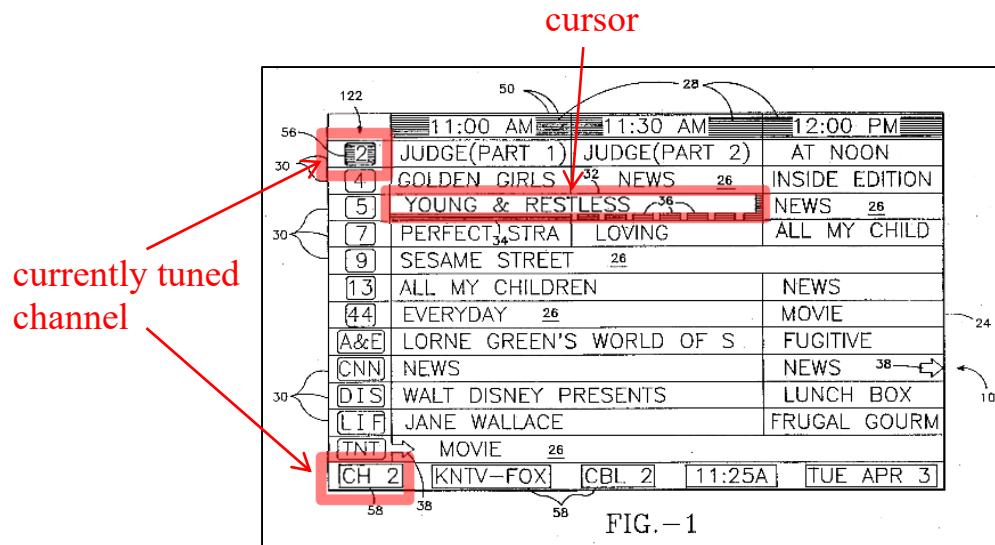 cursor
50 28
122
11:00 AM 11:30 AM 12:00 PM
56
2 JUDGE(PART 1) JUDGE(PART 2) AT NOON
30
4 GOLDEN GIRLS 32 NEWS 26 INSIDE EDITION
5 YOUNG & RESTLESS 36 NEWS 26
30
7 PERFECT STRA 34 LOVING ALL MY CHILD
9 SESAME STREET 26
currently tuned
channel
13 ALL MY CHILDREN NEWS
44 EVERYDAY 26 MOVIE
24
A&E LORNE GREEN'S WORLD OF S FUGITIVE
CNN NEWS NEWS 38
10
30
DIS WALT DISNEY PRESENTS LUNCH BOX
LIF JANE WALLACE FRUGAL GOURM
TNT MOVIE 26
CH 2 KNTV-FOX CBL 2 11:25A TUE APR 3
58 38 58
FIG.-1